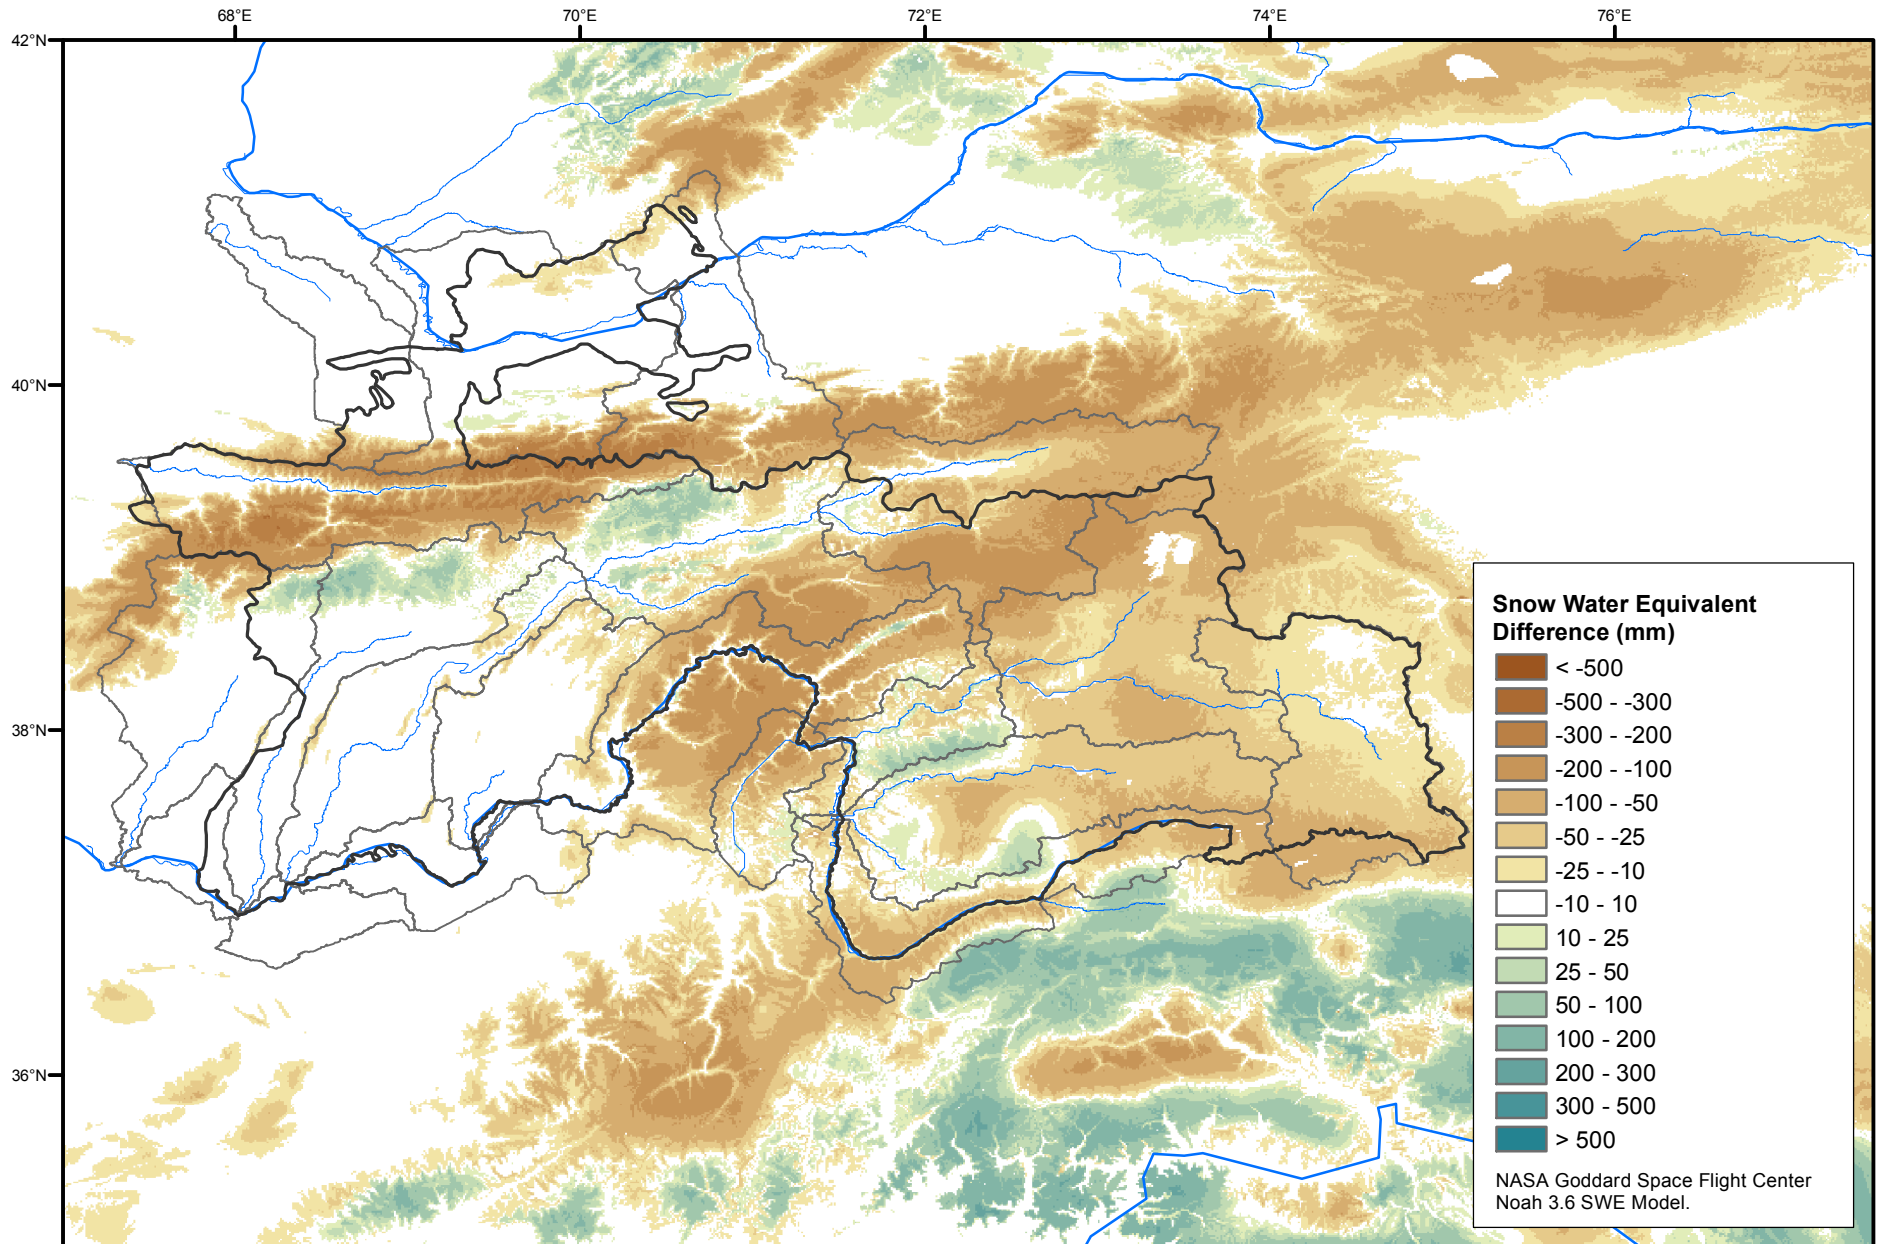 68°E
70°E
72°E
74°E
76°E
42°N
40°N
38°N
36°N
Snow Water Equivalent
Difference (mm)
< -500
-500 - -300
-300 - -200
-200 - -100
-100 - -50
-50 - -25
-25 - -10
-10 - 10
10 - 25
25 - 50
50 - 100
100 - 200
200 - 300
300 - 500
> 500
NASA Goddard Space Flight Center
Noah 3.6 SWE Model.